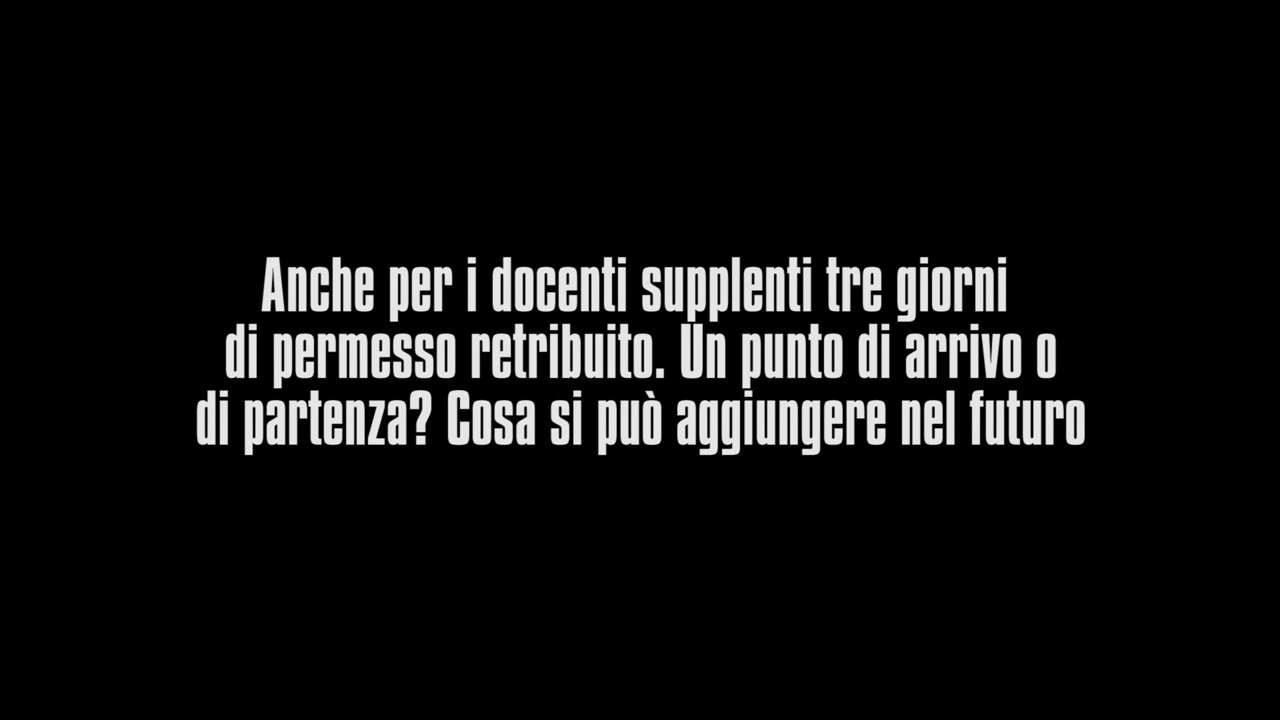 Anche per i docenti supplenti tre giorni
di permesso retribuito. Un punto di arrivo o
di partenza? Cosa si può aggiungere nel futuro